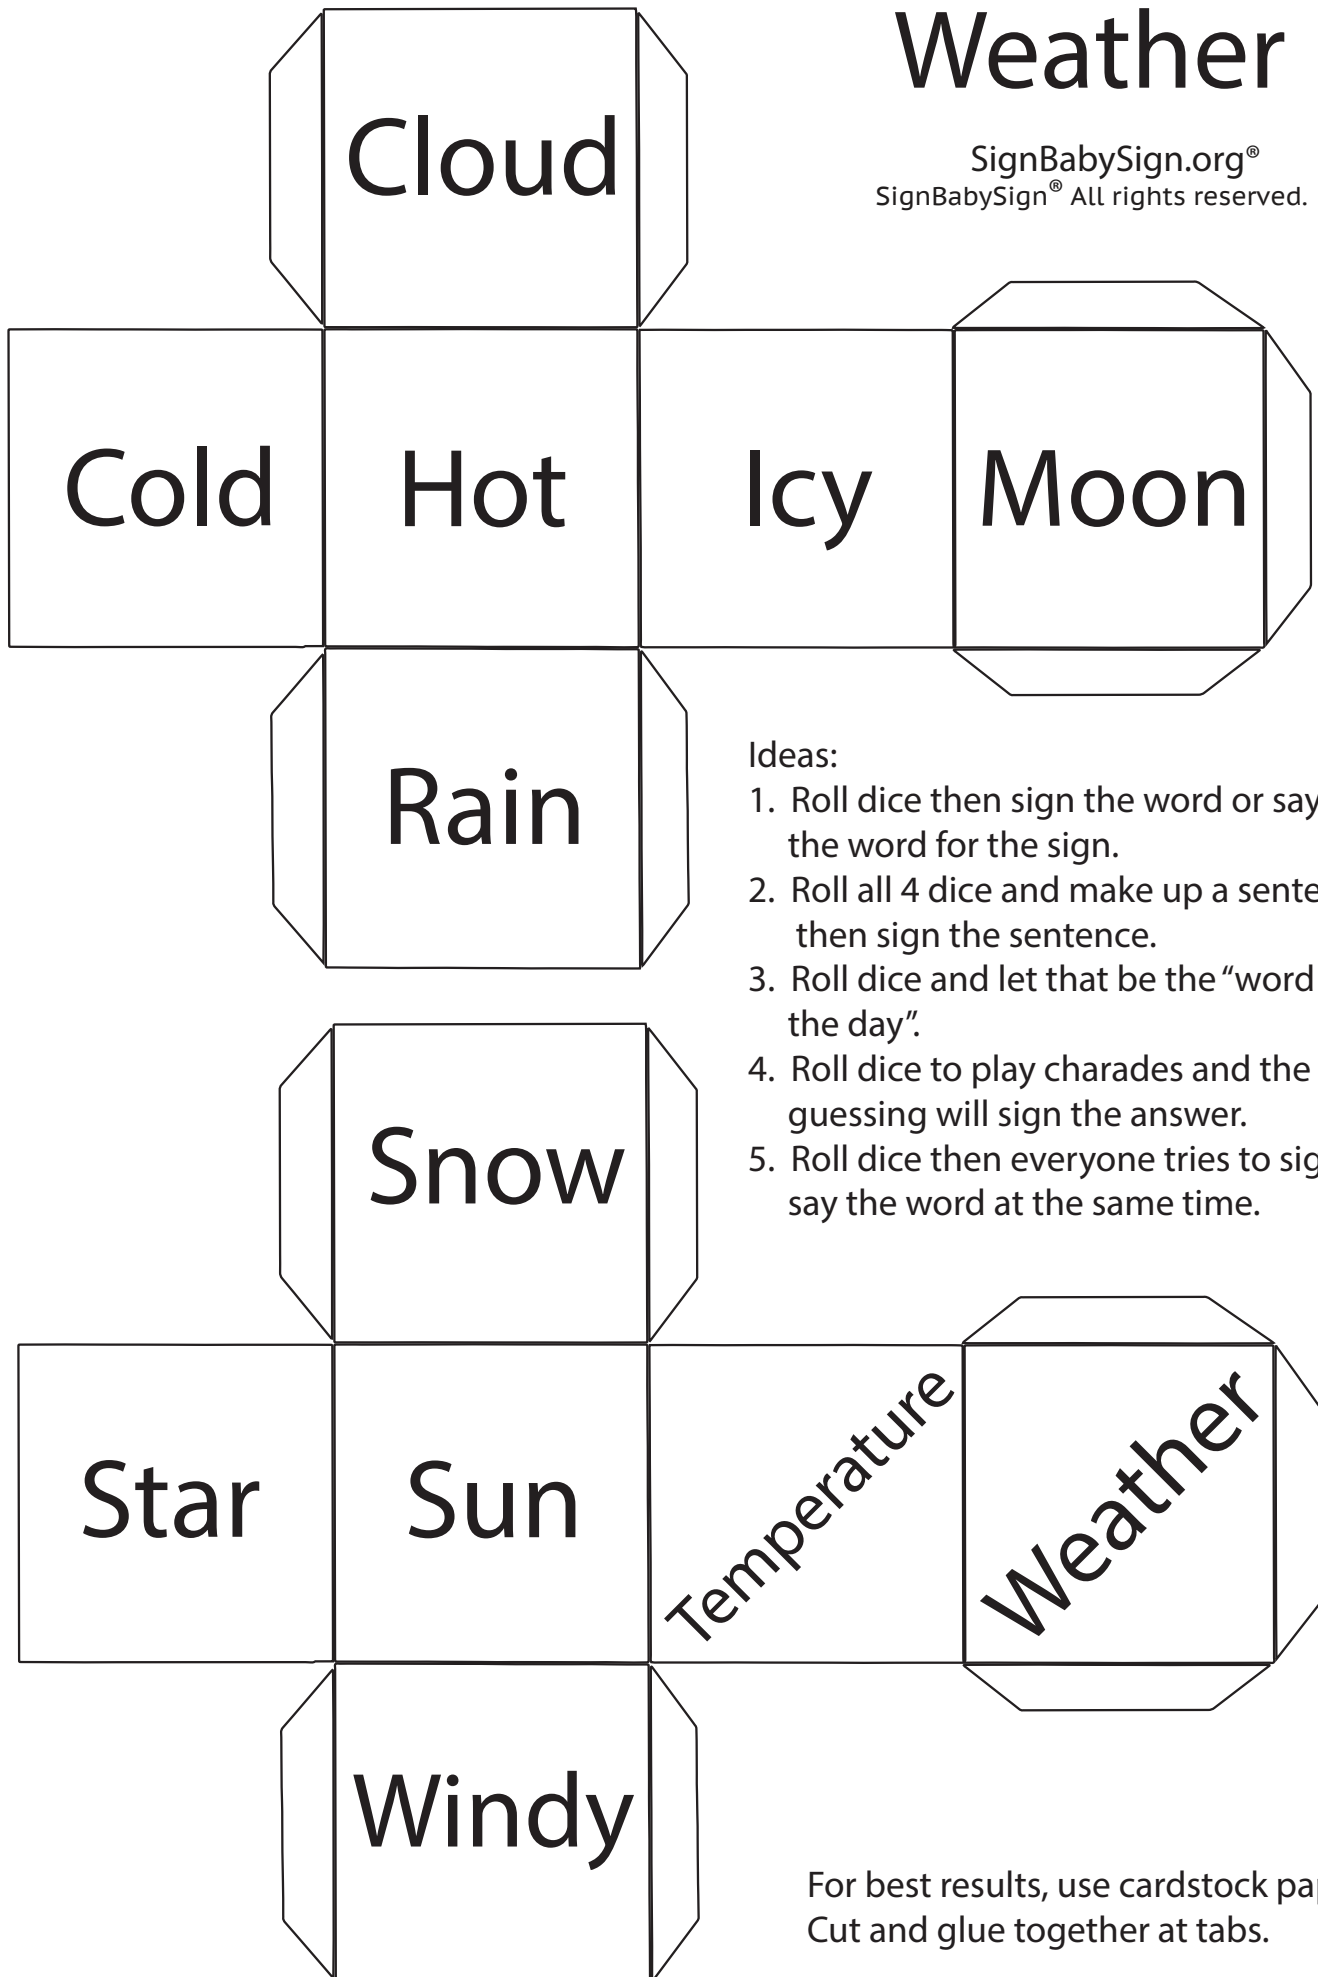 Weather
SignBabySign.org®
SignBabySign® All rights reserved.
Cloud
Cold
Hot
Icy
Moon
Rain
Ideas:
1. Roll dice then sign the word or say
the word for the sign.
2. Roll all 4 dice and make up a
then sign the sentence.
3. Roll dice and let that be the “word
the day”.
4. Roll dice to play charades and the
guessing will sign the answer.
5. Roll dice then everyone tries to
say the word at the same time.
Snow
Star
Sun
Temperature
Weather
Windy
For best results, use cardstock
Cut and glue together at tabs.